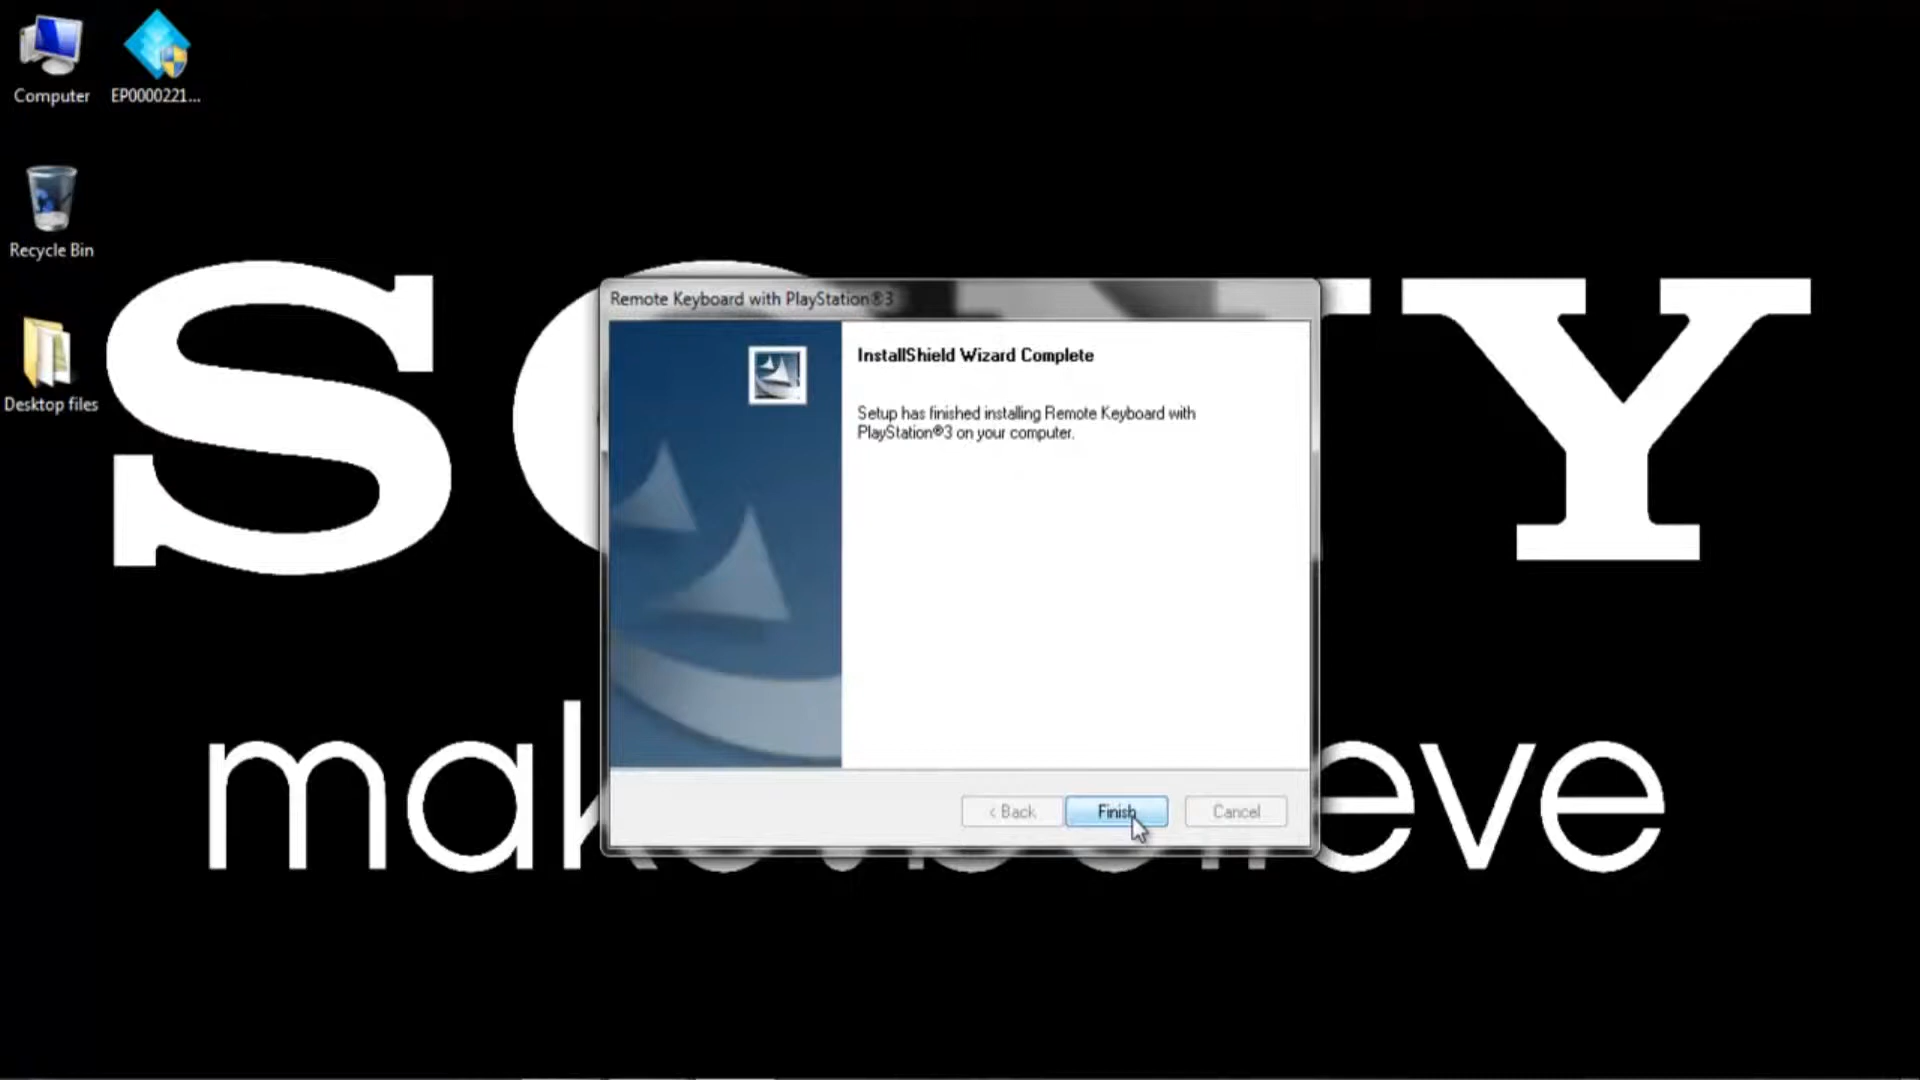 Computer
EP0000221...
Recycle Bin
Desktop files
Remote Keyboard with PlayStation®3
InstallShield Wizard Complete
Setup has finished installing Remote Keyboard with
PlayStation®3 on your computer.
< Back
Finish
Cancel